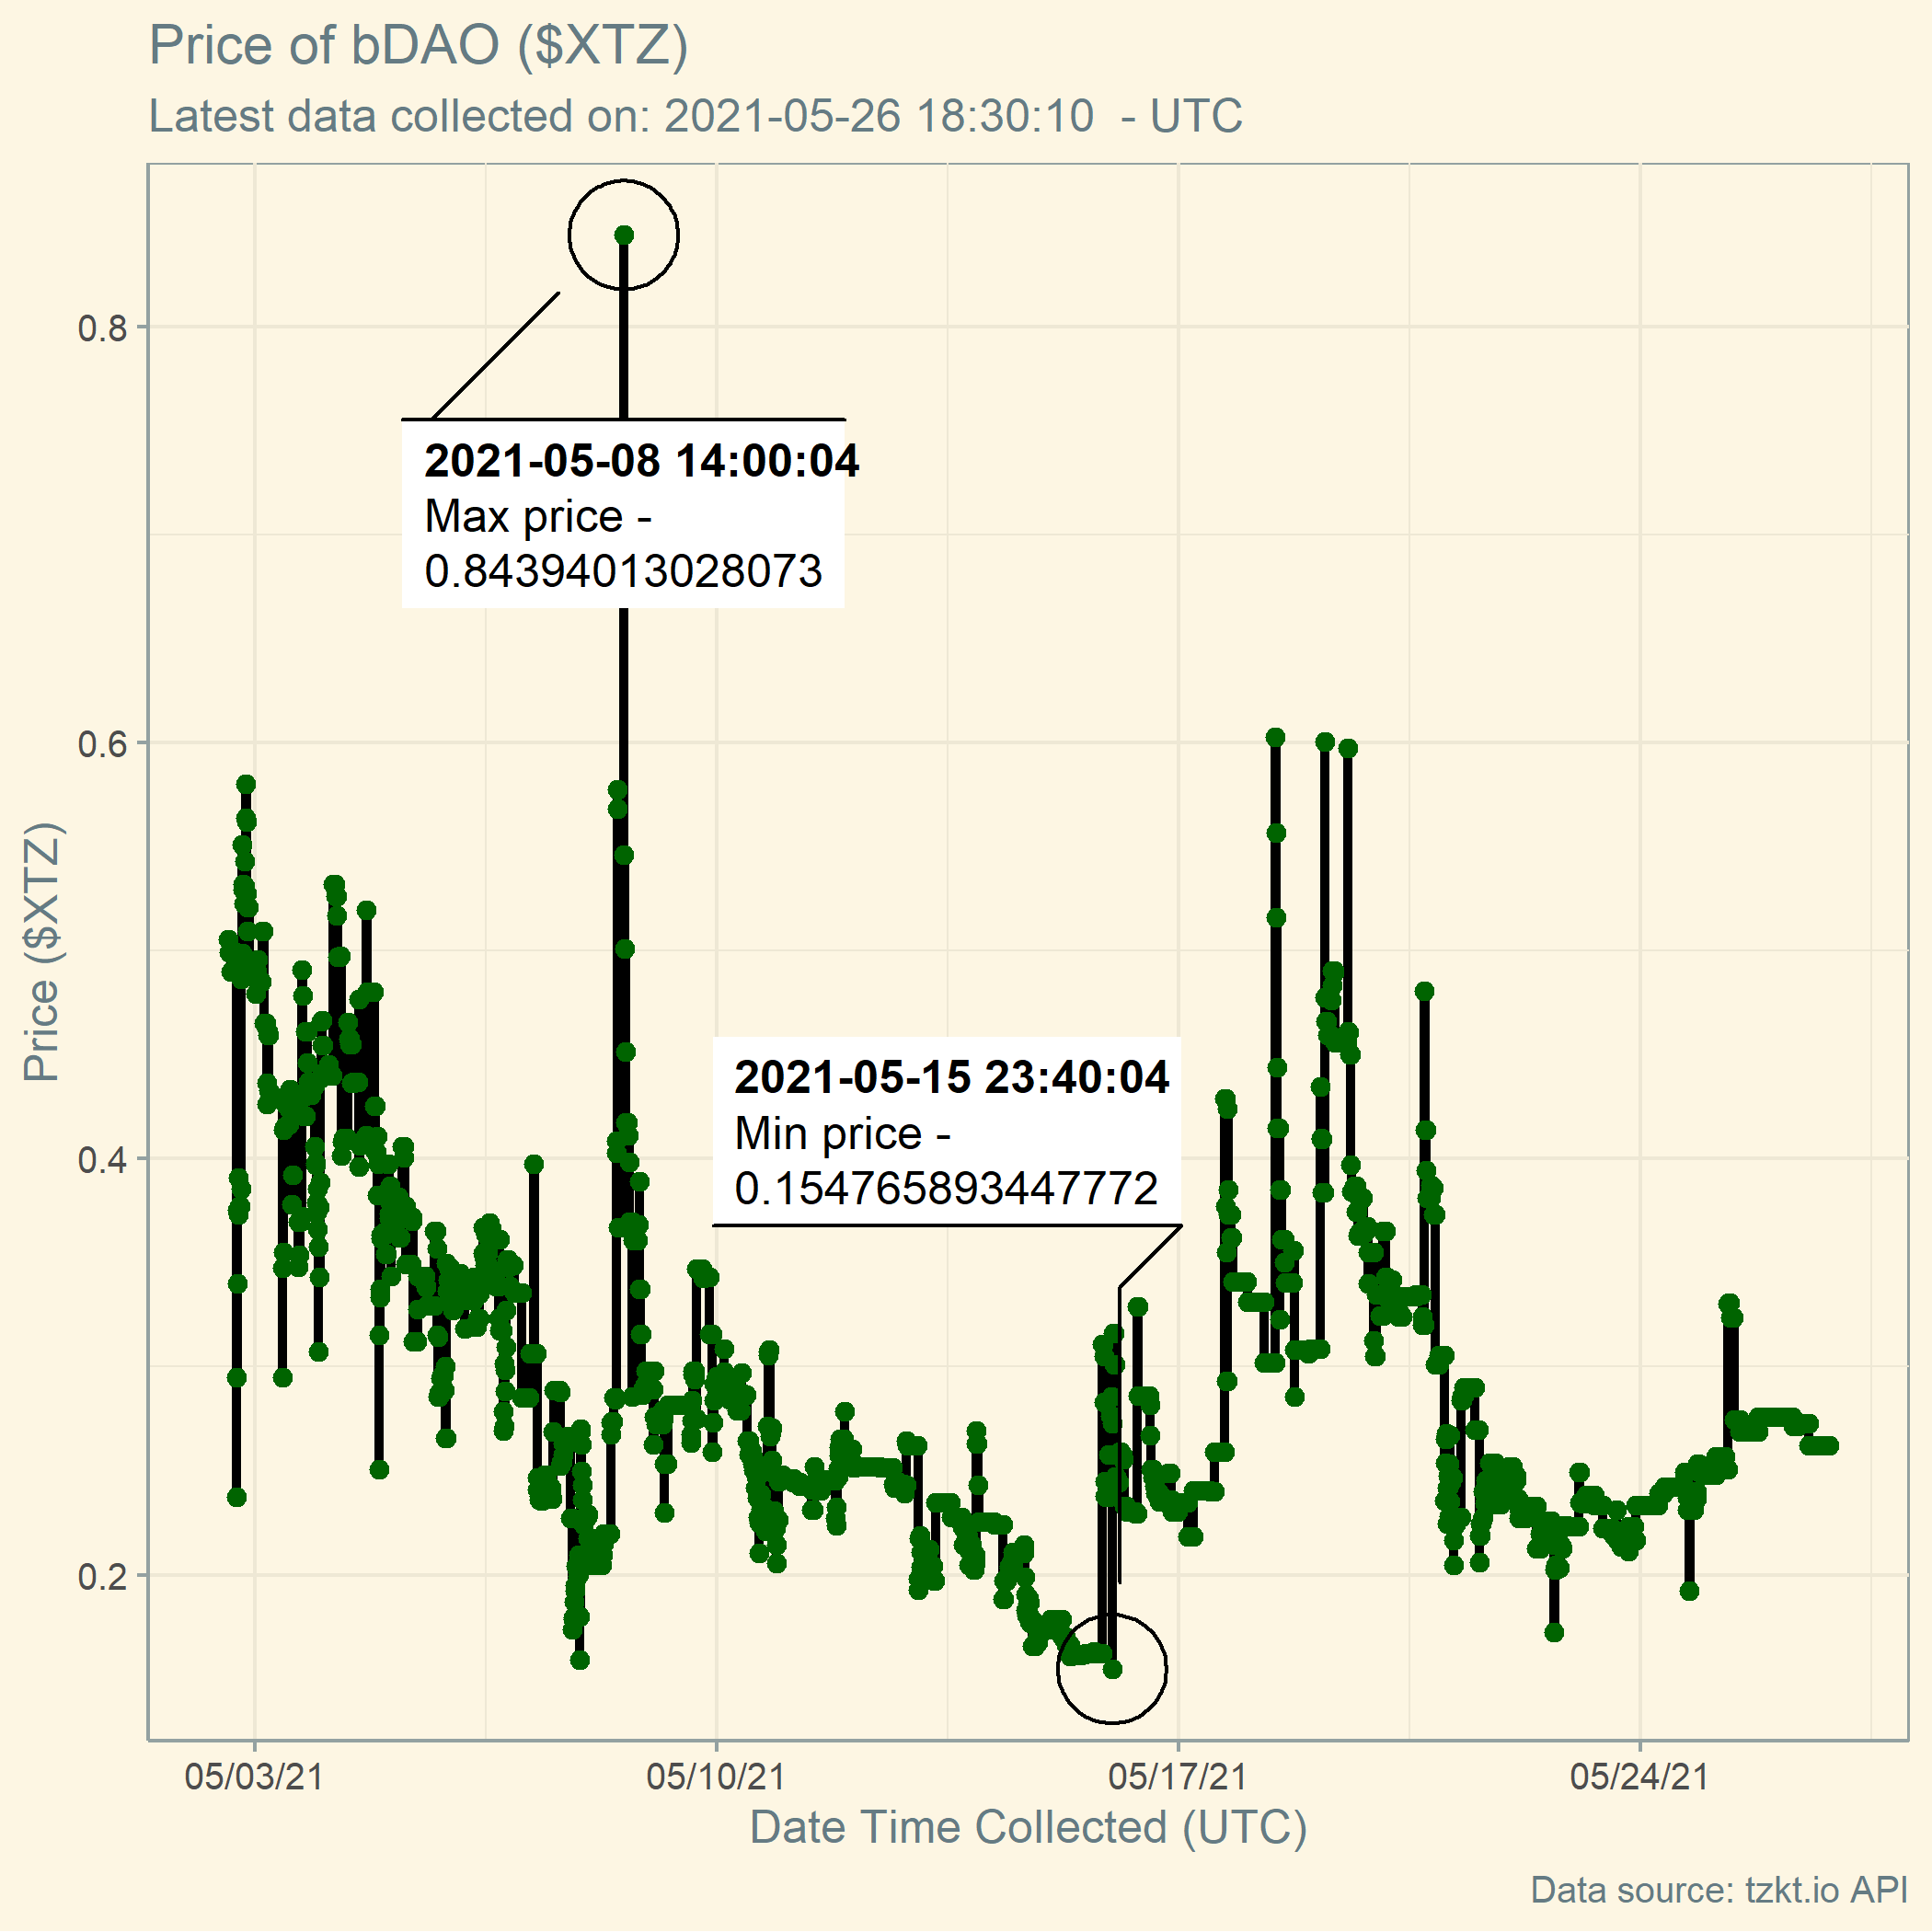 Price of bDAO ($XTZ)
Latest data collected on: 2021-05-26 18:30:10  - UTC
Price ($XTZ)
0.8
0.6
0.4
0.2
2021-05-08 14:00:04
Max price -
0.84394013028073
2021-05-15 23:40:04
Min price -
0.154765893447772
05/03/21
05/10/21
05/17/21
05/24/21
Date Time Collected (UTC)
Data source: tzkt.io API